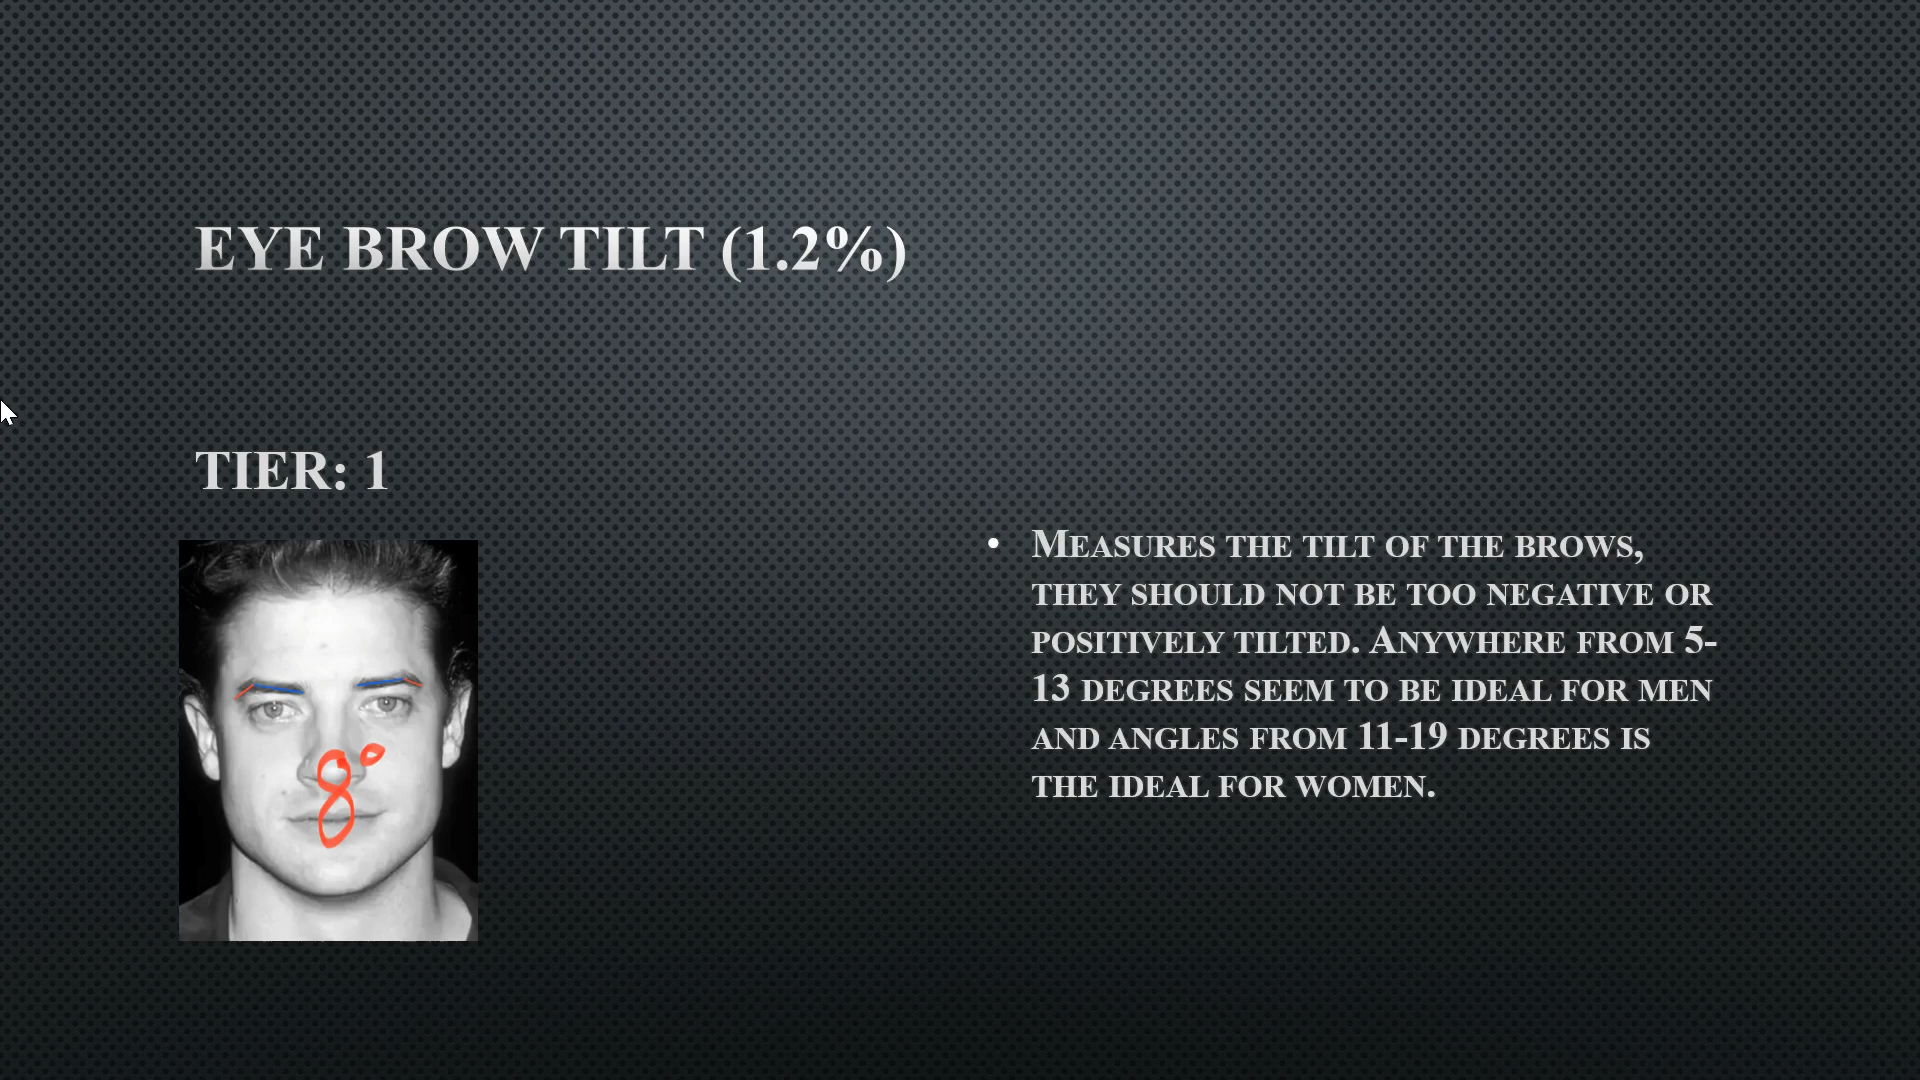 EYE BROW TILT (1.2%)
TIER: 1
8°
• MEASURES THE TILT OF THE BROWS,
THEY SHOULD NOT BE TOO NEGATIVE OR
POSITIVELY TILTED. ANYWHERE FROM 5-
13 DEGREES SEEM TO BE IDEAL FOR MEN
AND ANGLES FROM 11-19 DEGREES IS
THE IDEAL FOR WOMEN.